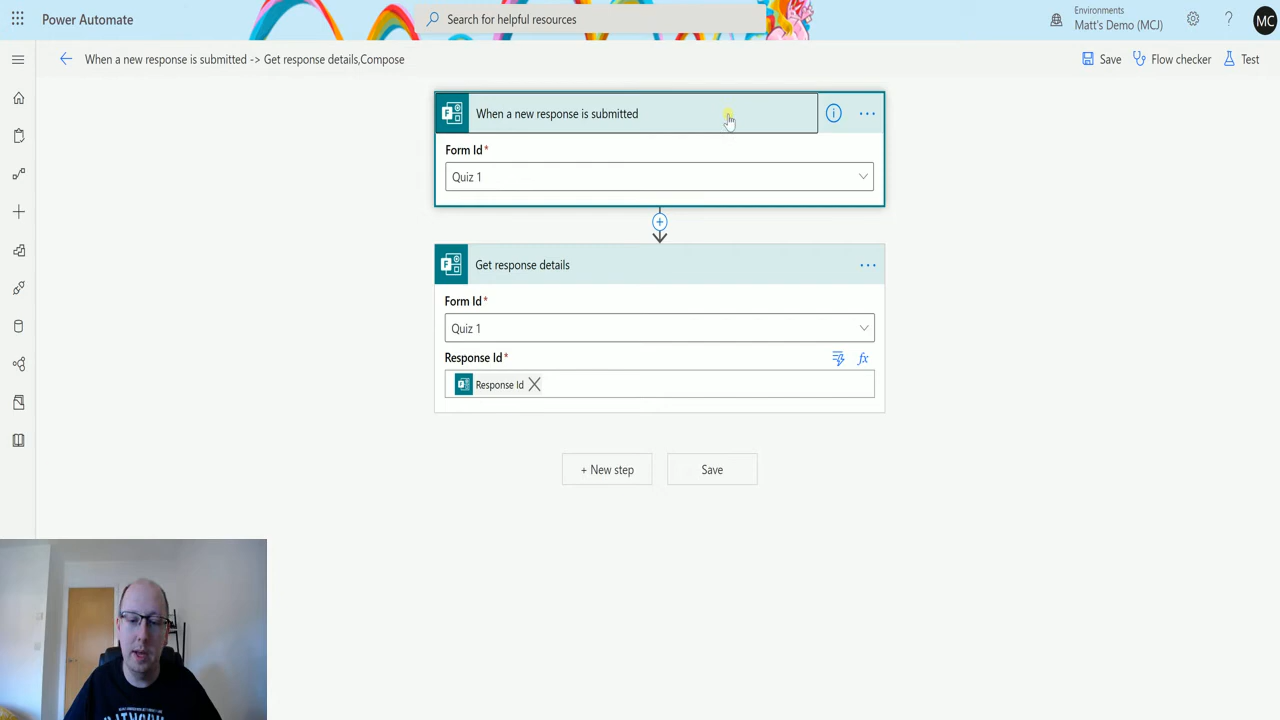 Power Automate
Search for helpful resources
Environments
Matt's Demo (MCJ)
MC
When a new response is submitted -> Get response details,Compose
Save
Flow checker
Test
When a new response is submitted
Form Id*
Quiz 1
Get response details
Form Id*
Quiz 1
Response Id*
fx
Response Id
+ New step
Save